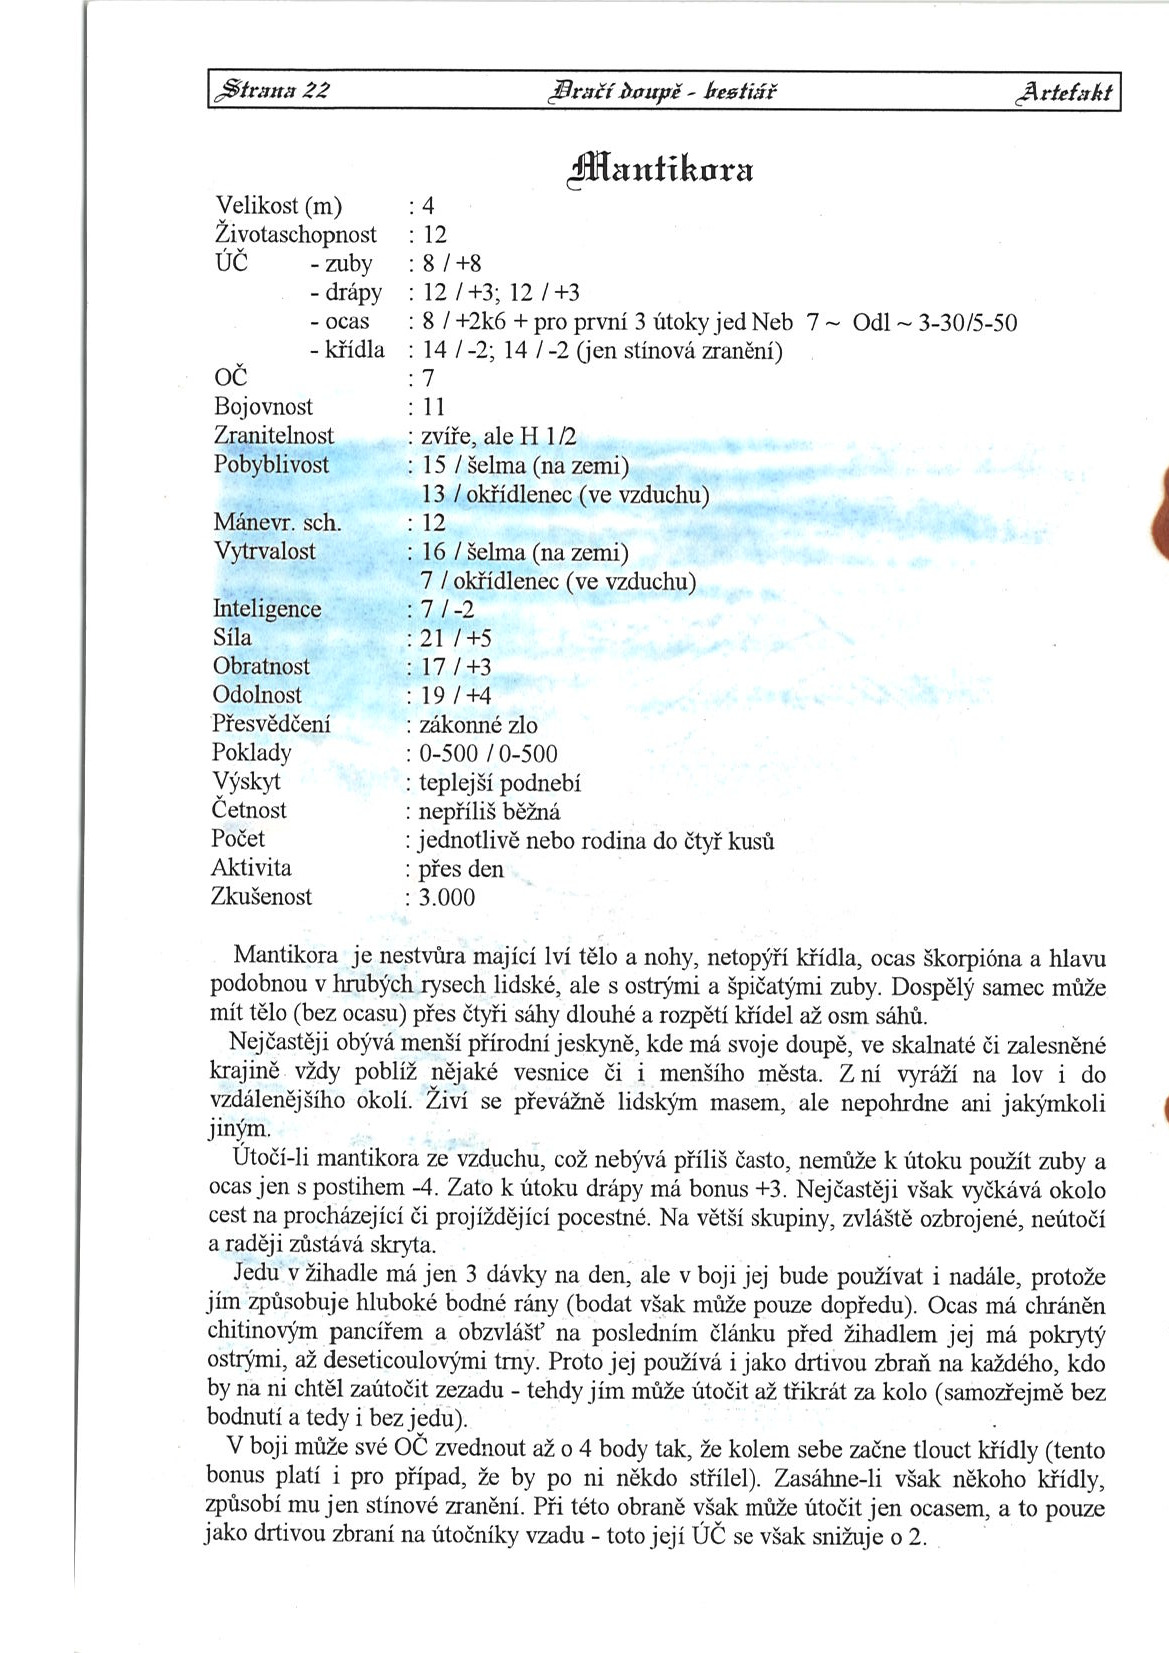 Strana 22 Dračí doupě - bestiář Artefakt
Mantikora
Velikost (m) : 4
Životaschopnost : 12
ÚČ - zuby : 8 / +8
- drápy : 12 / +3; 12 / +3
- ocas : 8 / +2k6 + pro první 3 útoky jed Neb 7 ~ Odl ~ 3-30/5-50
- křídla : 14 / -2; 14 / -2 (jen stínová zranění)
OČ : 7
Bojovnost : 11
Zranitelnost : zvíře, ale H 1/2
Pobyblivost : 15 / šelma (na zemi)
13 / okřídlenec (ve vzduchu)
Mánevr. sch. : 12
Vytrvalost : 16 / šelma (na zemi)
7 / okřídlenec (ve vzduchu)
Inteligence : 7 / -2
Síla : 21 / +5
Obratnost : 17 / +3
Odolnost : 19 / +4
Přesvědčení : zákonné zlo
Poklady : 0-500 / 0-500
Výskyt : teplejší podnebí
Četnost : nepříliš běžná
Počet : jednotlivě nebo rodina do čtyř kusů
Aktivita : přes den
Zkušenost : 3.000
Mantikora je nestvůra mající lví tělo a nohy, netopýří křídla, ocas škorpióna a hlavu
podobnou v hrubých rysech lidské, ale s ostrými a špičatými zuby. Dospělý samec může
mít tělo (bez ocasu) přes čtyři sáhy dlouhé a rozpětí křídel až osm sáhů.
Nejčastěji obývá menší přírodní jeskyně, kde má svoje doupě, ve skalnaté či zalesněné
krajině vždy poblíž nějaké vesnice či i menšího města. Z ní vyráží na lov i do
vzdálenějšího okolí. Živí se převážně lidským masem, ale nepohrdne ani jakýmkoli
jiným.
Útočí-li mantikora ze vzduchu, což nebývá příliš často, nemůže k útoku použít zuby a
ocas jen s postihem -4. Zato k útoku drápy má bonus +3. Nejčastěji však vyčkává okolo
cest na procházející či projíždějící pocestné. Na větší skupiny, zvláště ozbrojené, neútočí
a raději zůstává skryta.
Jedu v žihadle má jen 3 dávky na den, ale v boji jej bude používat i nadále, protože
jím způsobuje hluboké bodné rány (bodat však může pouze dopředu). Ocas má chráněn
chitinovým pancířem a obzvlášť na posledním článku před žihadlem jej má pokrytý
ostrými, až deseticoulovými trny. Proto jej používá i jako drtivou zbraň na každého, kdo
by na ni chtěl zaútočit zezadu - tehdy jím může útočit až třikrát za kolo (samozřejmě bez
bodnutí a tedy i bez jedu).
V boji může své OČ zvednout až o 4 body tak, že kolem sebe začne tlouct křídly (tento
bonus platí i pro případ, že by po ni někdo střílel). Zasáhne-li však někoho křídly,
způsobí mu jen stínové zranění. Při této obraně však může útočit jen ocasem, a to pouze
jako drtivou zbraní na útočníky vzadu - toto její ÚČ se však snižuje o 2.